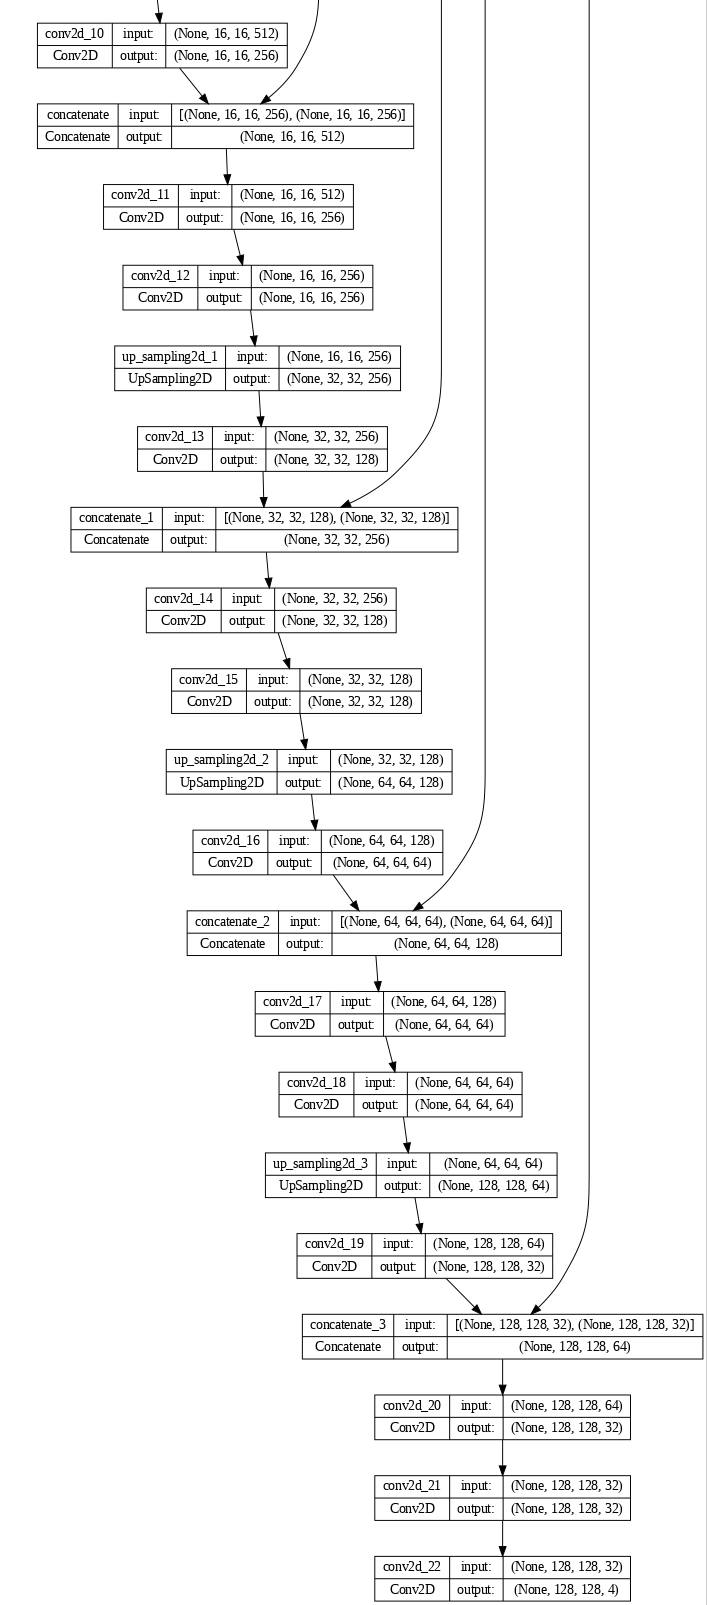 conv2d_10 input: (None, 16, 16, 512)
Conv2D output: (None, 16, 16, 256)
concatenate input: [(None, 16, 16, 256), (None, 16, 16, 256)]
Concatenate output: (None, 16, 16, 512)
conv2d_11 input: (None, 16, 16, 512)
Conv2D output: (None, 16, 16, 256)
conv2d_12 input: (None, 16, 16, 256)
Conv2D output: (None, 16, 16, 256)
up_sampling2d_1 input: (None, 16, 16, 256)
UpSampling2D output: (None, 32, 32, 256)
conv2d_13 input: (None, 32, 32, 256)
Conv2D output: (None, 32, 32, 128)
concatenate_1 input: [(None, 32, 32, 128), (None, 32, 32, 128)]
Concatenate output: (None, 32, 32, 256)
conv2d_14 input: (None, 32, 32, 256)
Conv2D output: (None, 32, 32, 128)
conv2d_15 input: (None, 32, 32, 128)
Conv2D output: (None, 32, 32, 128)
up_sampling2d_2 input: (None, 32, 32, 128)
UpSampling2D output: (None, 64, 64, 128)
conv2d_16 input: (None, 64, 64, 128)
Conv2D output: (None, 64, 64, 64)
concatenate_2 input: [(None, 64, 64, 64), (None, 64, 64, 64)]
Concatenate output: (None, 64, 64, 128)
conv2d_17 input: (None, 64, 64, 128)
Conv2D output: (None, 64, 64, 64)
conv2d_18 input: (None, 64, 64, 64)
Conv2D output: (None, 64, 64, 64)
up_sampling2d_3 input: (None, 64, 64, 64)
UpSampling2D output: (None, 128, 128, 64)
conv2d_19 input: (None, 128, 128, 64)
Conv2D output: (None, 128, 128, 32)
concatenate_3 input: [(None, 128, 128, 32), (None, 128, 128, 32)]
Concatenate output: (None, 128, 128, 64)
conv2d_20 input: (None, 128, 128, 64)
Conv2D output: (None, 128, 128, 32)
conv2d_21 input: (None, 128, 128, 32)
Conv2D output: (None, 128, 128, 32)
conv2d_22 input: (None, 128, 128, 32)
Conv2D output: (None, 128, 128, 4)